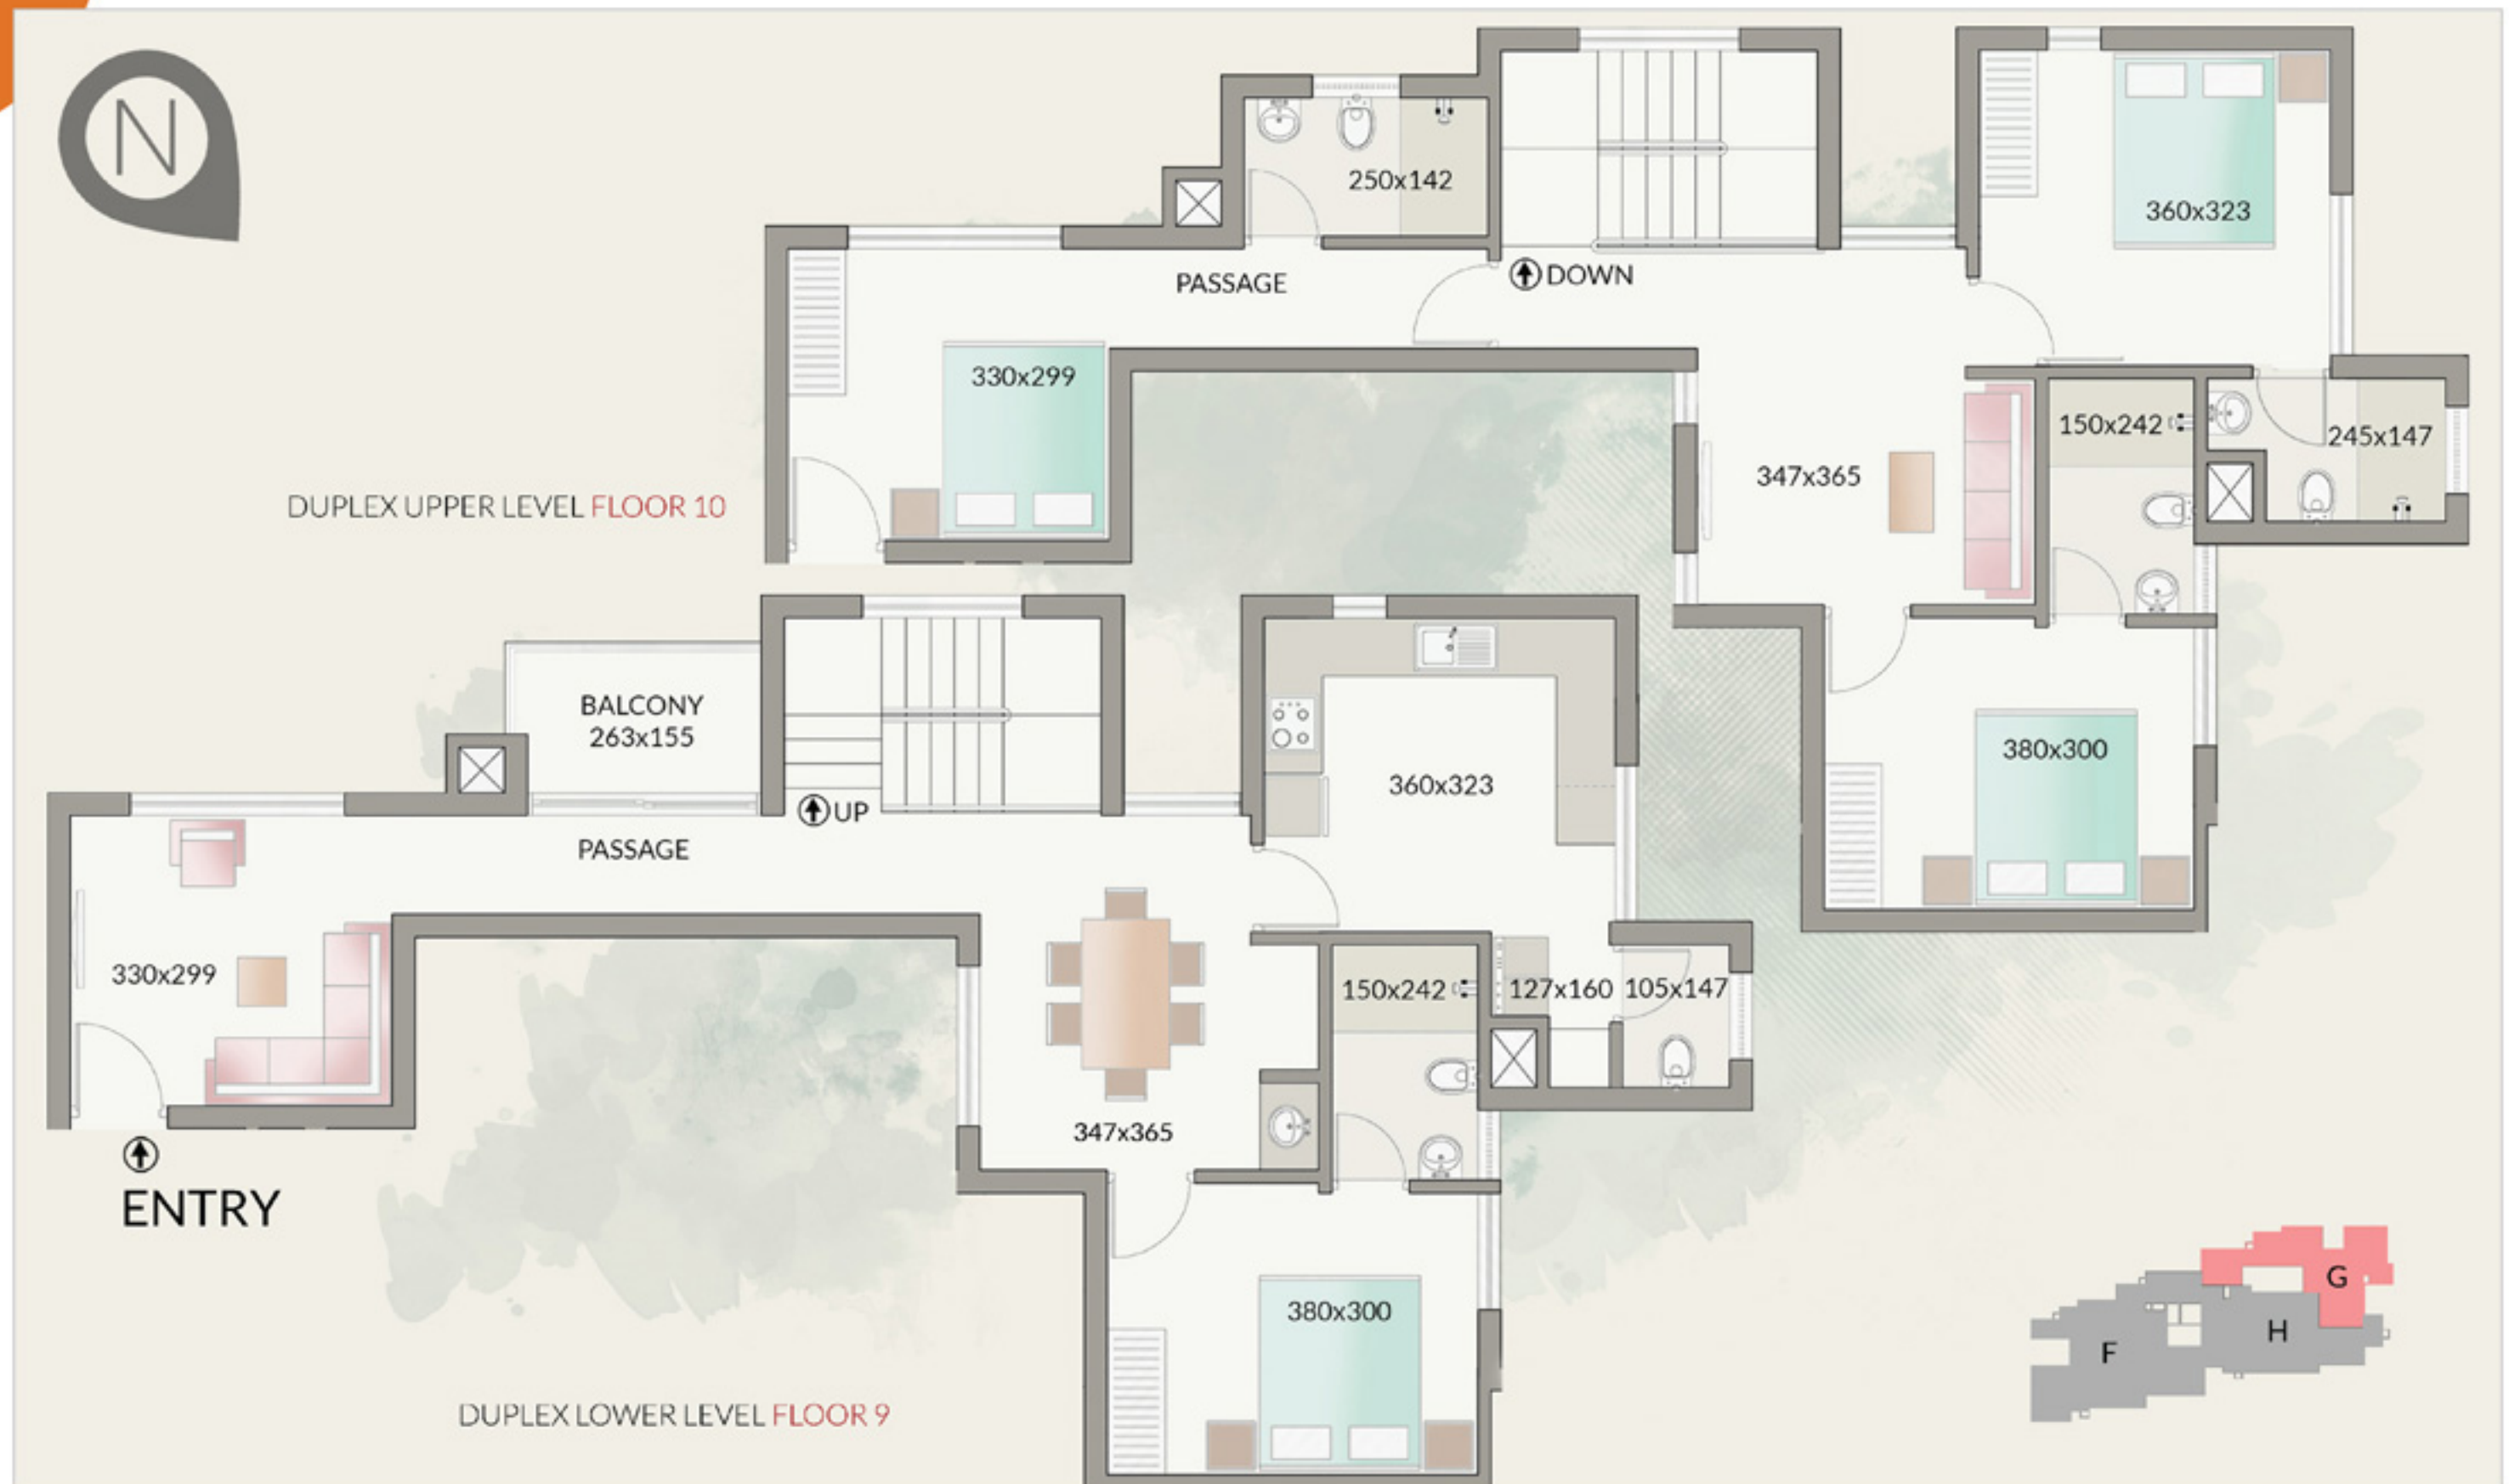 N
250x142
360x323
PASSAGE
DOWN
330x299
347x365
150x242
245x147
DUPLEX UPPER LEVEL FLOOR 10
380x300
BALCONY
263x155
UP
PASSAGE
360x323
330x299
150x242
127x160
105x147
347x365
ENTRY
380x300
DUPLEX LOWER LEVEL FLOOR 9
G
H
F